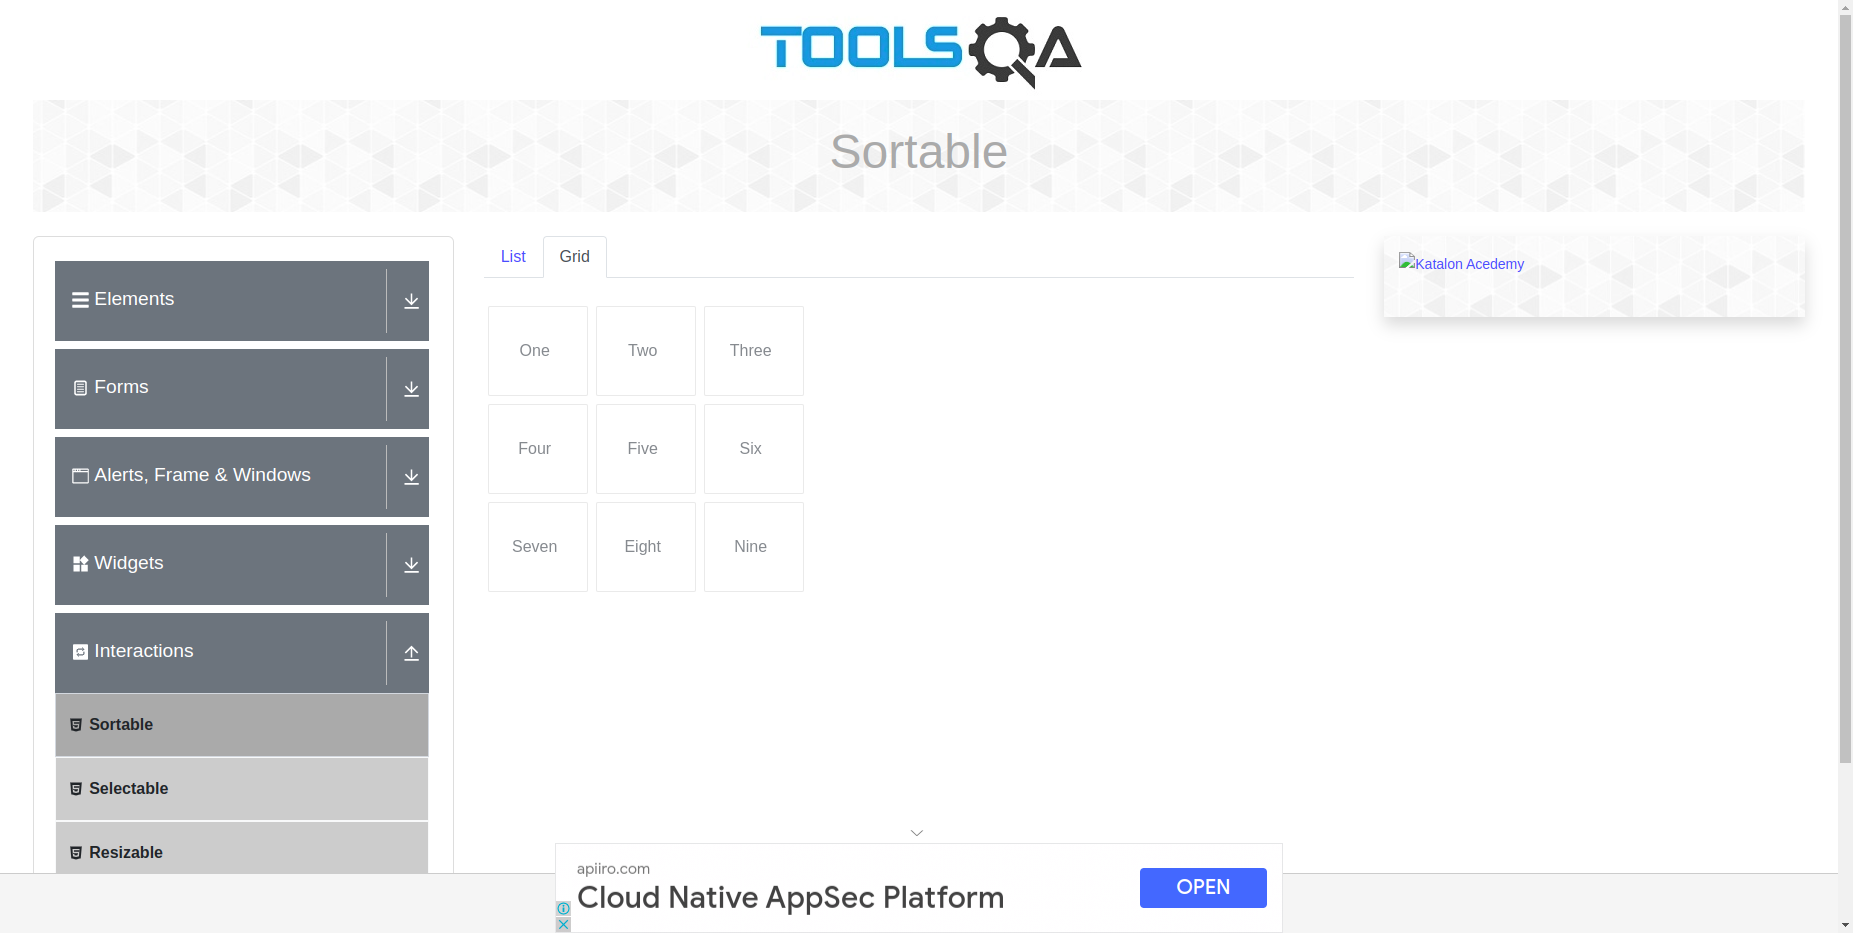 TOOLSQA
Sortable
Elements
Forms
Alerts, Frame & Windows
Widgets
Interactions
Sortable
Selectable
Resizable
List
Grid
One
Two
Three
Four
Five
Six
Seven
Eight
Nine
Katalon Acedemy
apiiro.com
Cloud Native AppSec Platform
OPEN